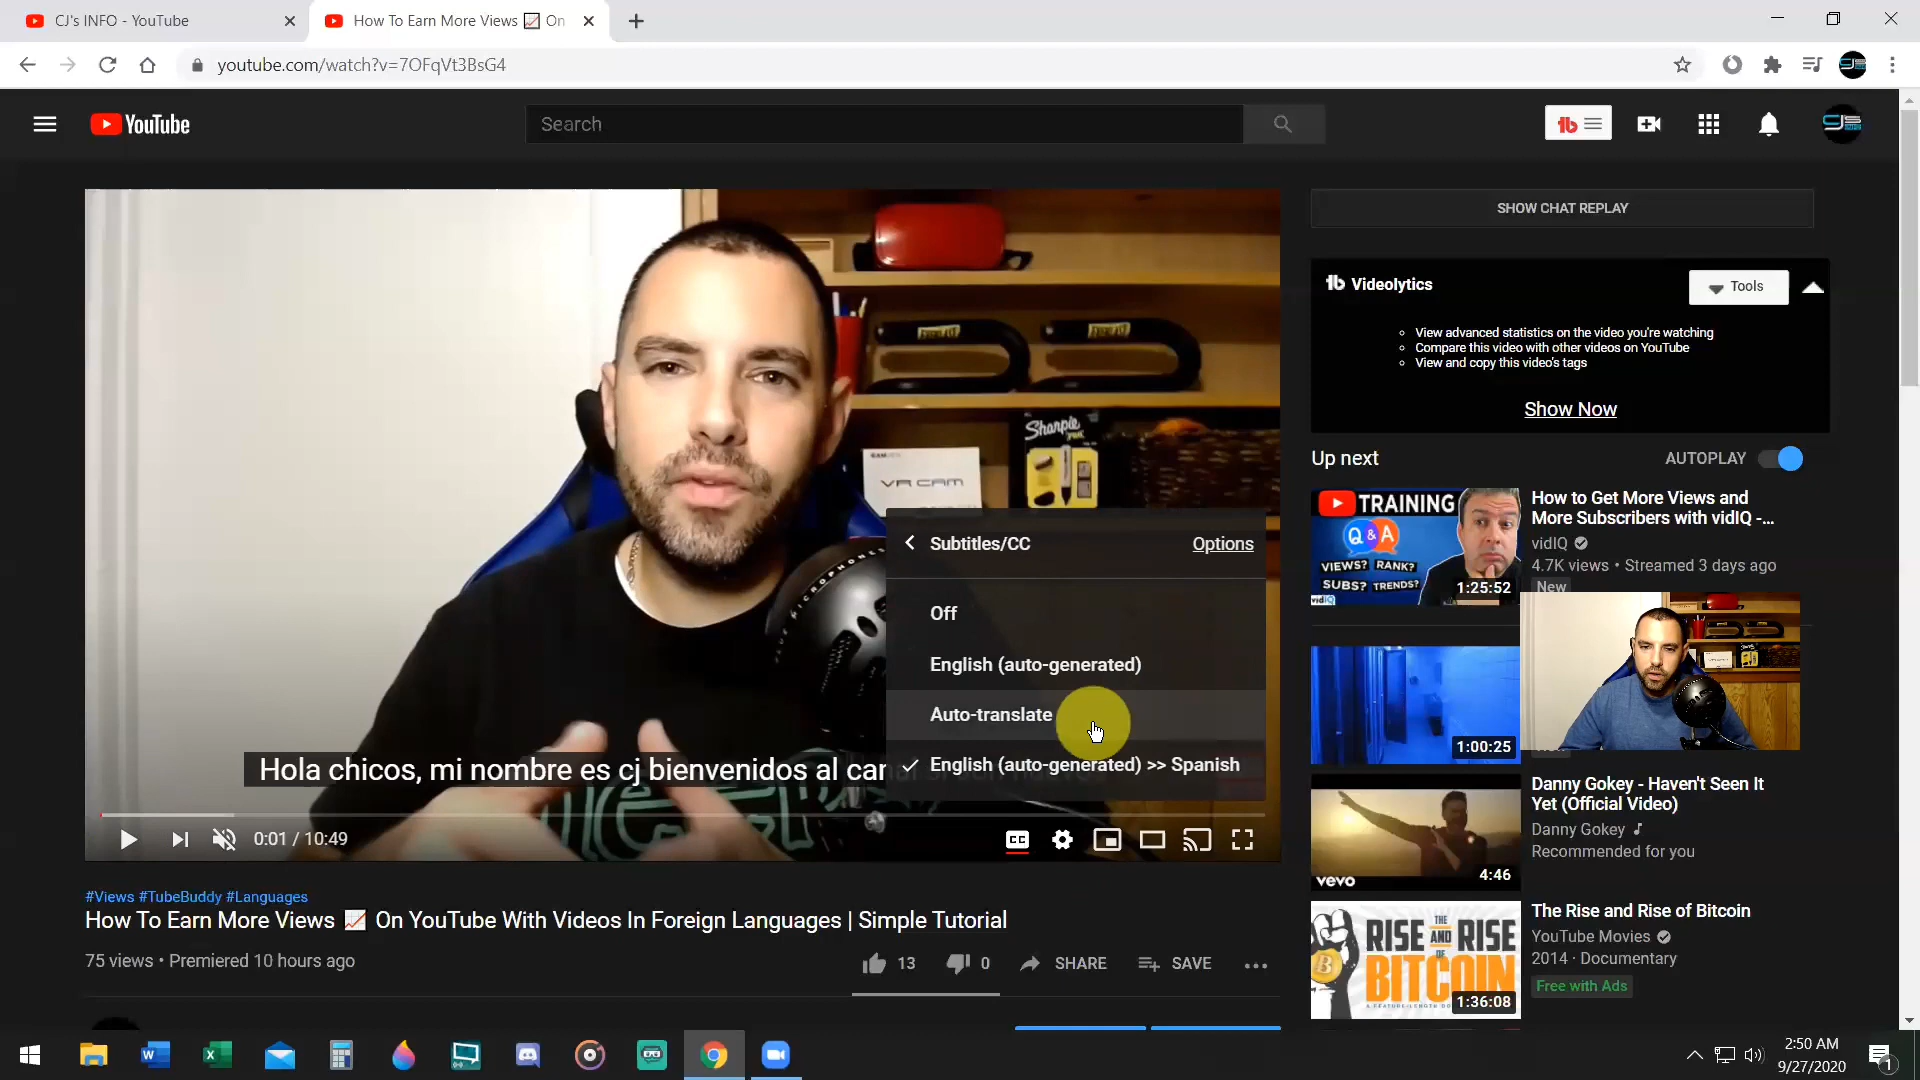 CJ's INFO - YouTube
How To Earn More Views 📈 On
youtube.com/watch?v=7OFqVt3BsG4
YouTube
Search
tb
CJS
INFO
SHOW CHAT REPLAY
tb Videolytics
Tools
View advanced statistics on the video you're watching
Compare this video with other videos on YouTube
View and copy this video's tags
Show Now
Up next
AUTOPLAY
Sharpie
VR CAM
Subtitles/CC
Options
Off
English (auto-generated)
Auto-translate
English (auto-generated) >> Spanish
Hola chicos, mi nombre es cj bienvenidos al
0:01 / 10:49
CC
#Views #TubeBuddy #Languages
How To Earn More Views 📈 On YouTube With Videos In Foreign Languages | Simple Tutorial
75 views • Premiered 10 hours ago
13
0
SHARE
SAVE
TRAINING
Q&A
VIEWS? RANK?
SUBS? TRENDS?
vidIQ
1:25:52
How to Get More Views and
More Subscribers with vidIQ -...
vidIQ
4.7K views • Streamed 3 days ago
New
1:00:25
vevo
4:46
Danny Gokey - Haven't Seen It
Yet (Official Video)
Danny Gokey
Recommended for you
THE
RISE AND RISE
OF
BITCOIN
1:36:08
The Rise and Rise of Bitcoin
YouTube Movies
2014 · Documentary
Free with Ads
2:50 AM
9/27/2020
1